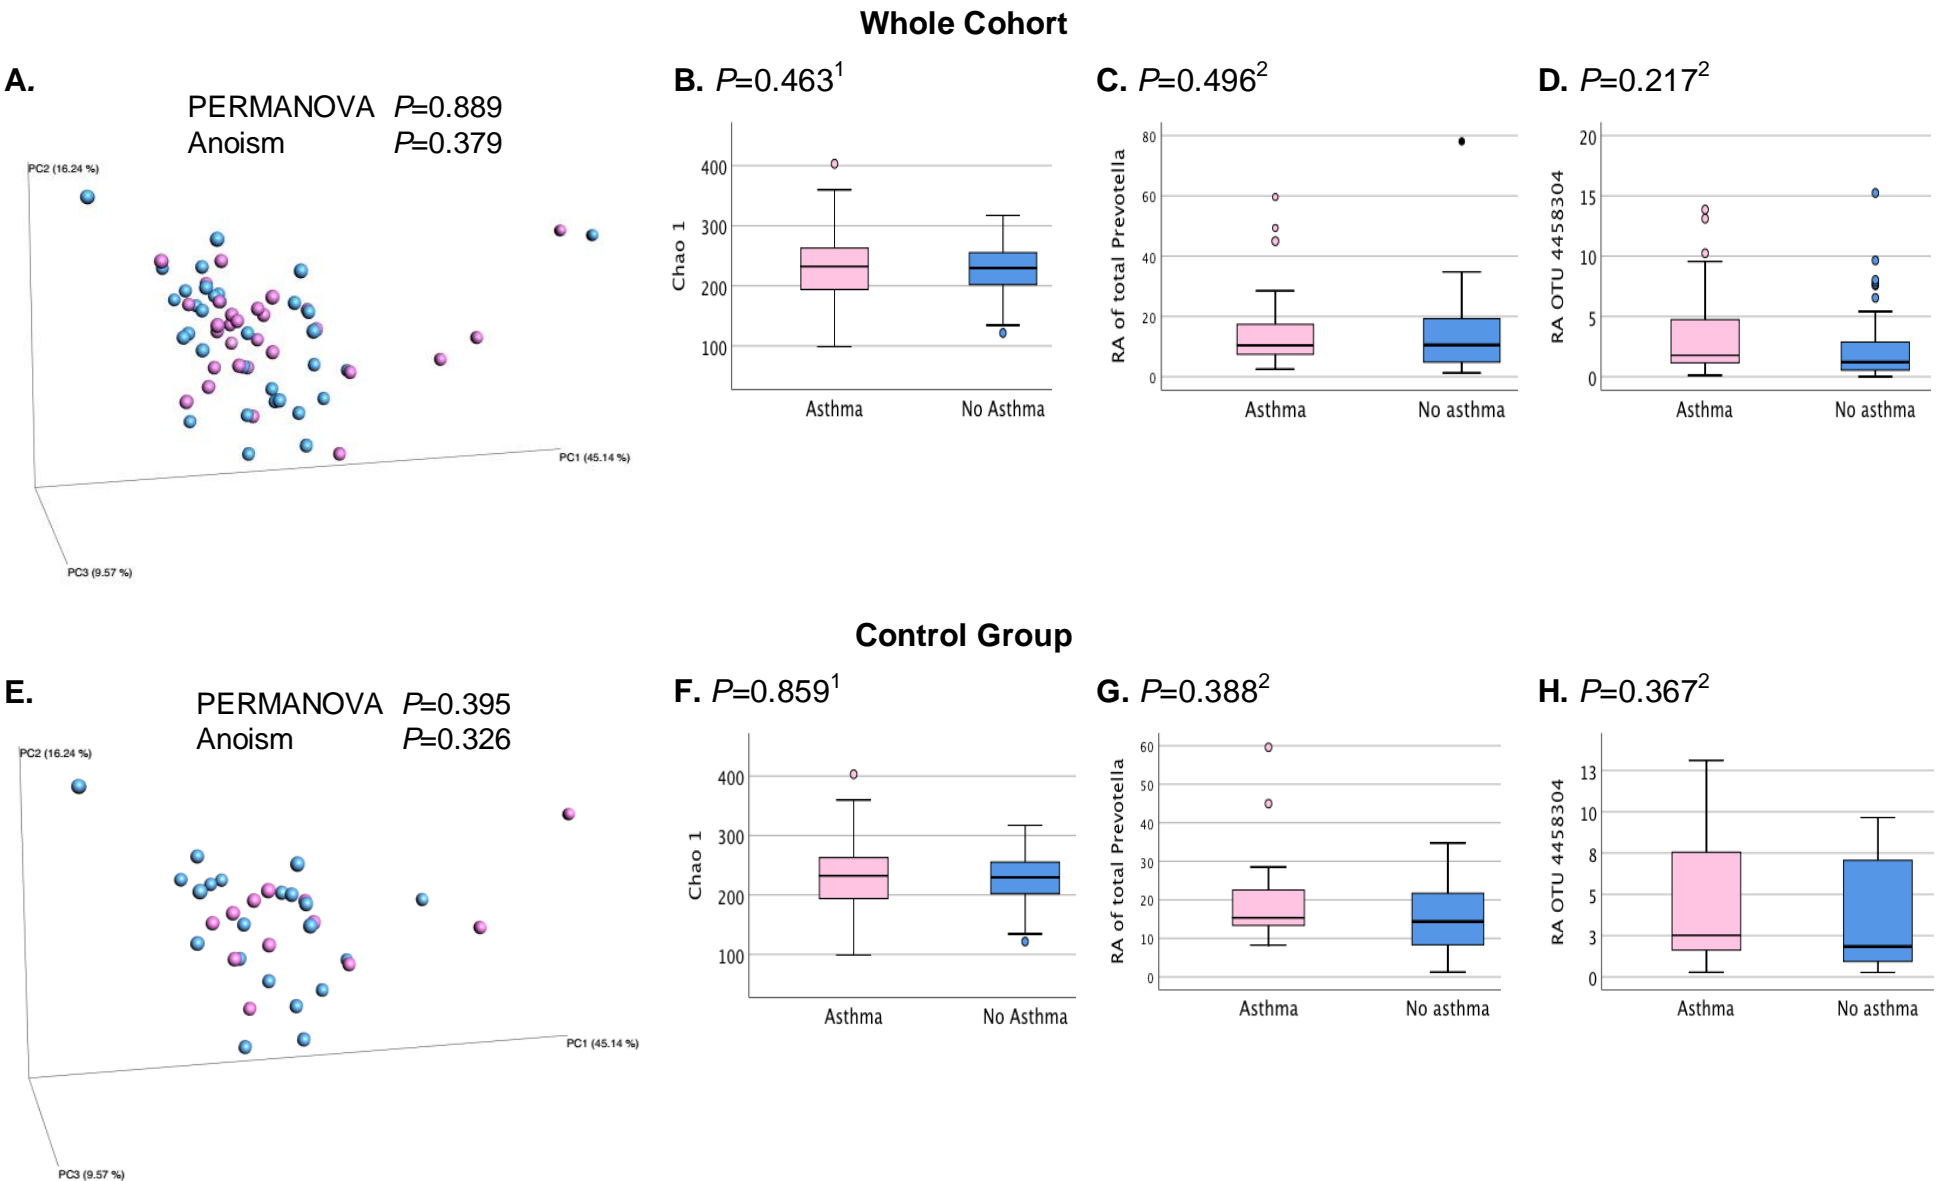 Whole Cohort
A.
PERMANOVA P=0.889
Anoism P=0.379
PC2 (16.24 %)
PC1 (45.14 %)
PC3 (9.57 %)
B. P=0.463¹
Chao 1
400
300
200
100
Asthma No Asthma
C. P=0.496²
RA of total Prevotella
80
60
40
20
0
Asthma No asthma
D. P=0.217²
RA OTU 4458304
20
15
10
5
0
Asthma No asthma
Control Group
E.
PERMANOVA P=0.395
Anoism P=0.326
PC2 (16.24 %)
PC1 (45.14 %)
PC3 (9.57 %)
F. P=0.859¹
Chao 1
400
300
200
100
Asthma No Asthma
G. P=0.388²
RA of total Prevotella
60
50
40
30
20
10
0
Asthma No asthma
H. P=0.367²
RA OTU 4458304
13
10
8
5
3
0
Asthma No asthma